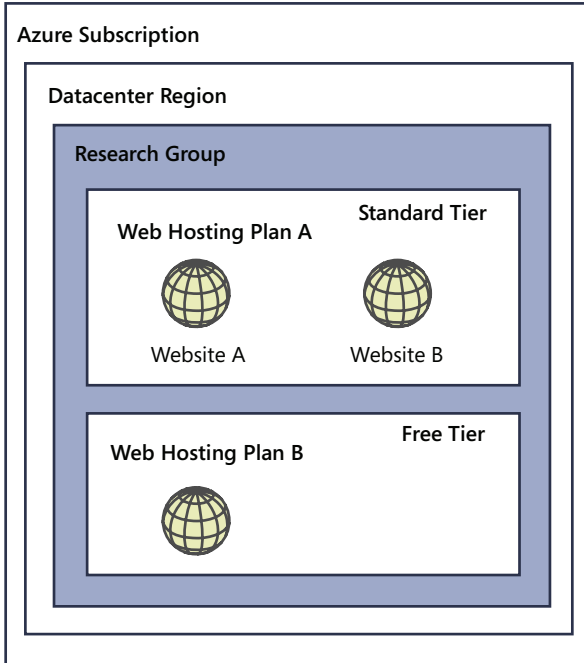 Azure Subscription
Datacenter Region
Research Group
Standard Tier
Web Hosting Plan A
Website A
Website B
Free Tier
Web Hosting Plan B